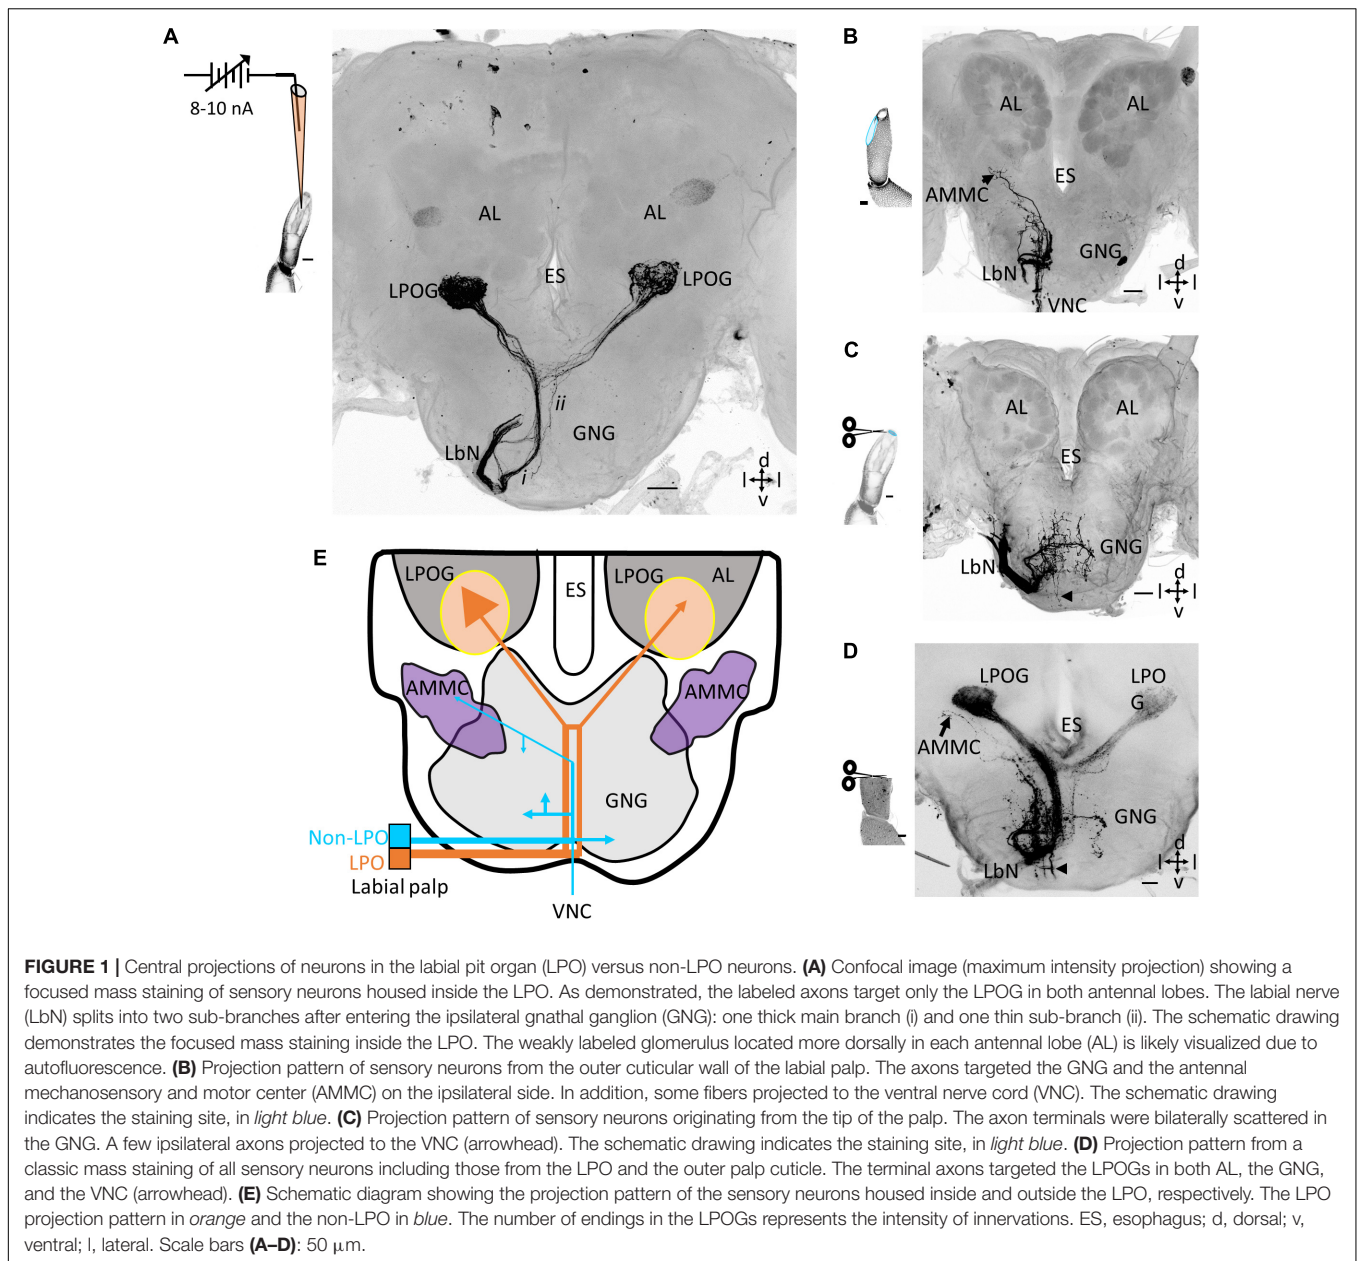 A
8-10 nA
AL
AL
ES
LPOG
LPOG
ii
GNG
LbN
i
d
l
l
v
B
AL
AL
ES
AMMC
GNG
LbN
d
l
l
v
VNC
C
AL
AL
ES
GNG
LbN
d
l
l
v
D
LPOG
LPO
G
ES
AMMC
GNG
LbN
d
l
l
v
E
LPOG
ES
LPOG
AL
AMMC
AMMC
GNG
Non-LPO
LPO
Labial palp
VNC
FIGURE 1 | Central projections of neurons in the labial pit organ (LPO) versus non-LPO neurons. (A) Confocal image (maximum intensity projection) showing a
focused mass staining of sensory neurons housed inside the LPO. As demonstrated, the labeled axons target only the LPOG in both antennal lobes. The labial nerve
(LbN) splits into two sub-branches after entering the ipsilateral gnathal ganglion (GNG): one thick main branch (i) and one thin sub-branch (ii). The schematic drawing
demonstrates the focused mass staining inside the LPO. The weakly labeled glomerulus located more dorsally in each antennal lobe (AL) is likely visualized due to
autofluorescence. (B) Projection pattern of sensory neurons from the outer cuticular wall of the labial palp. The axons targeted the GNG and the antennal
mechanosensory and motor center (AMMC) on the ipsilateral side. In addition, some fibers projected to the ventral nerve cord (VNC). The schematic drawing
indicates the staining site, in light blue. (C) Projection pattern of sensory neurons originating from the tip of the palp. The axon terminals were bilaterally scattered in
the GNG. A few ipsilateral axons projected to the VNC (arrowhead). The schematic drawing indicates the staining site, in light blue. (D) Projection pattern from a
classic mass staining of all sensory neurons including those from the LPO and the outer palp cuticle. The terminal axons targeted the LPOGs in both AL, the GNG,
and the VNC (arrowhead). (E) Schematic diagram showing the projection pattern of the sensory neurons housed inside and outside the LPO, respectively. The LPO
projection pattern in orange and the non-LPO in blue. The number of endings in the LPOGs represents the intensity of innervations. ES, esophagus; d, dorsal; v,
ventral; l, lateral. Scale bars (A–D): 50 μm.